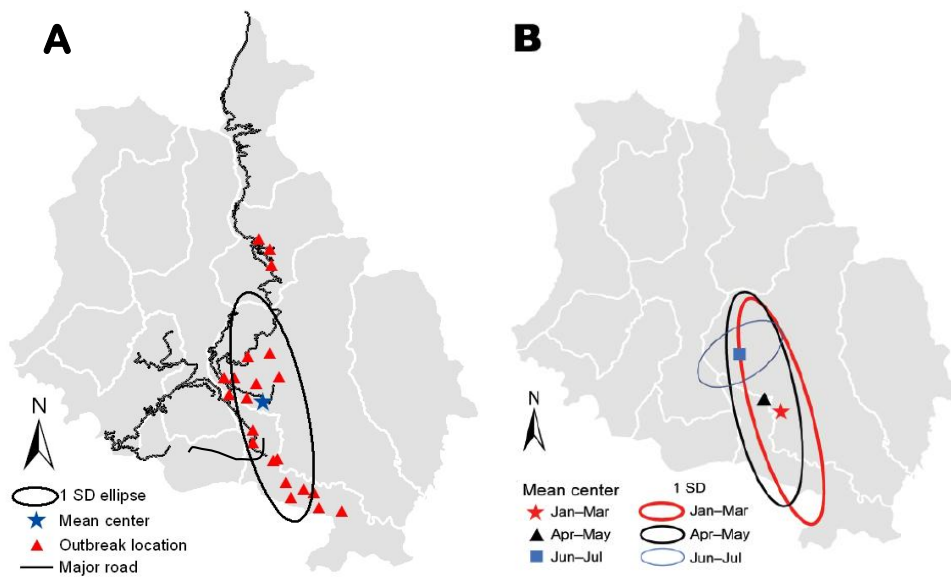 A
B
N
1 SD ellipse
Mean center
Outbreak location
Major road
N
Mean center 1 SD
Jan–Mar Jan–Mar
Apr–May Apr–May
Jun–Jul Jun–Jul